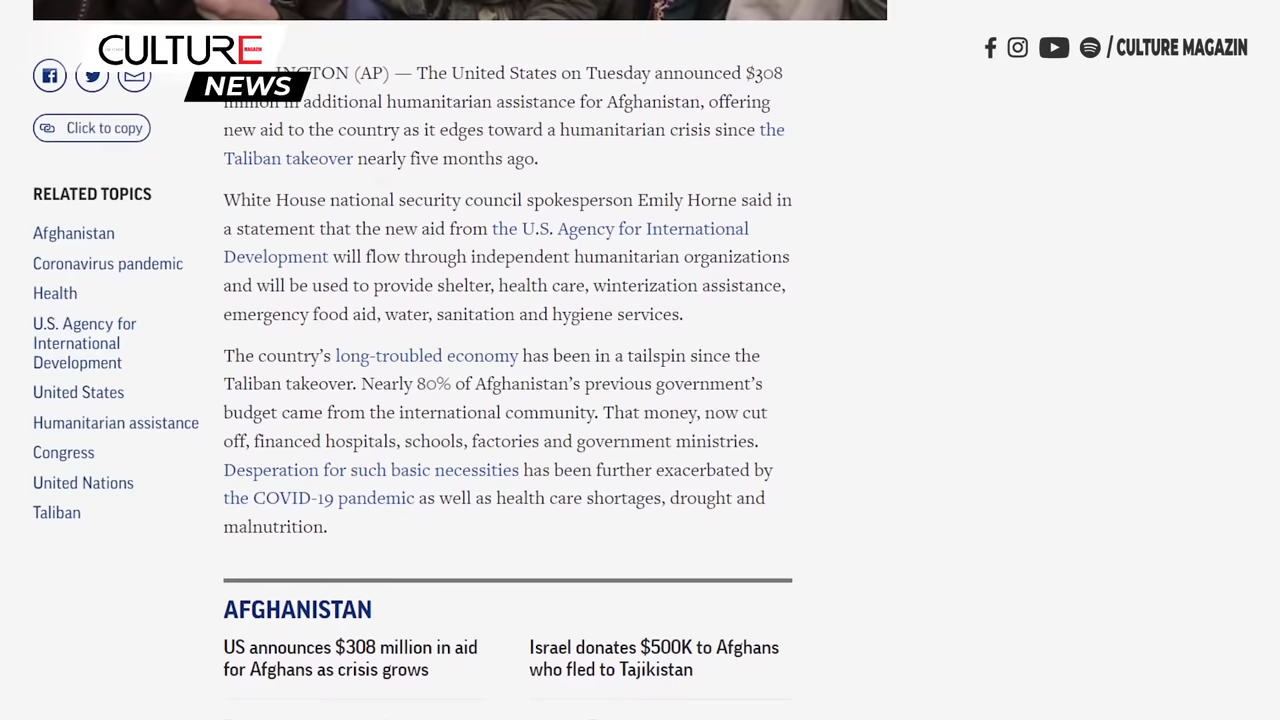 CULTURE MAGAZIN
NEWS
/ CULTURE MAGAZIN
Click to copy
RELATED TOPICS
Afghanistan
Coronavirus pandemic
Health
U.S. Agency for
International
Development
United States
Humanitarian assistance
Congress
United Nations
Taliban
INGTON (AP) — The United States on Tuesday announced $308
million in additional humanitarian assistance for Afghanistan, offering
new aid to the country as it edges toward a humanitarian crisis since the
Taliban takeover nearly five months ago.
White House national security council spokesperson Emily Horne said in
a statement that the new aid from the U.S. Agency for International
Development will flow through independent humanitarian organizations
and will be used to provide shelter, health care, winterization assistance,
emergency food aid, water, sanitation and hygiene services.
The country’s long-troubled economy has been in a tailspin since the
Taliban takeover. Nearly 80% of Afghanistan’s previous government’s
budget came from the international community. That money, now cut
off, financed hospitals, schools, factories and government ministries.
Desperation for such basic necessities has been further exacerbated by
the COVID-19 pandemic as well as health care shortages, drought and
malnutrition.
AFGHANISTAN
US announces $308 million in aid
for Afghans as crisis grows
Israel donates $500K to Afghans
who fled to Tajikistan